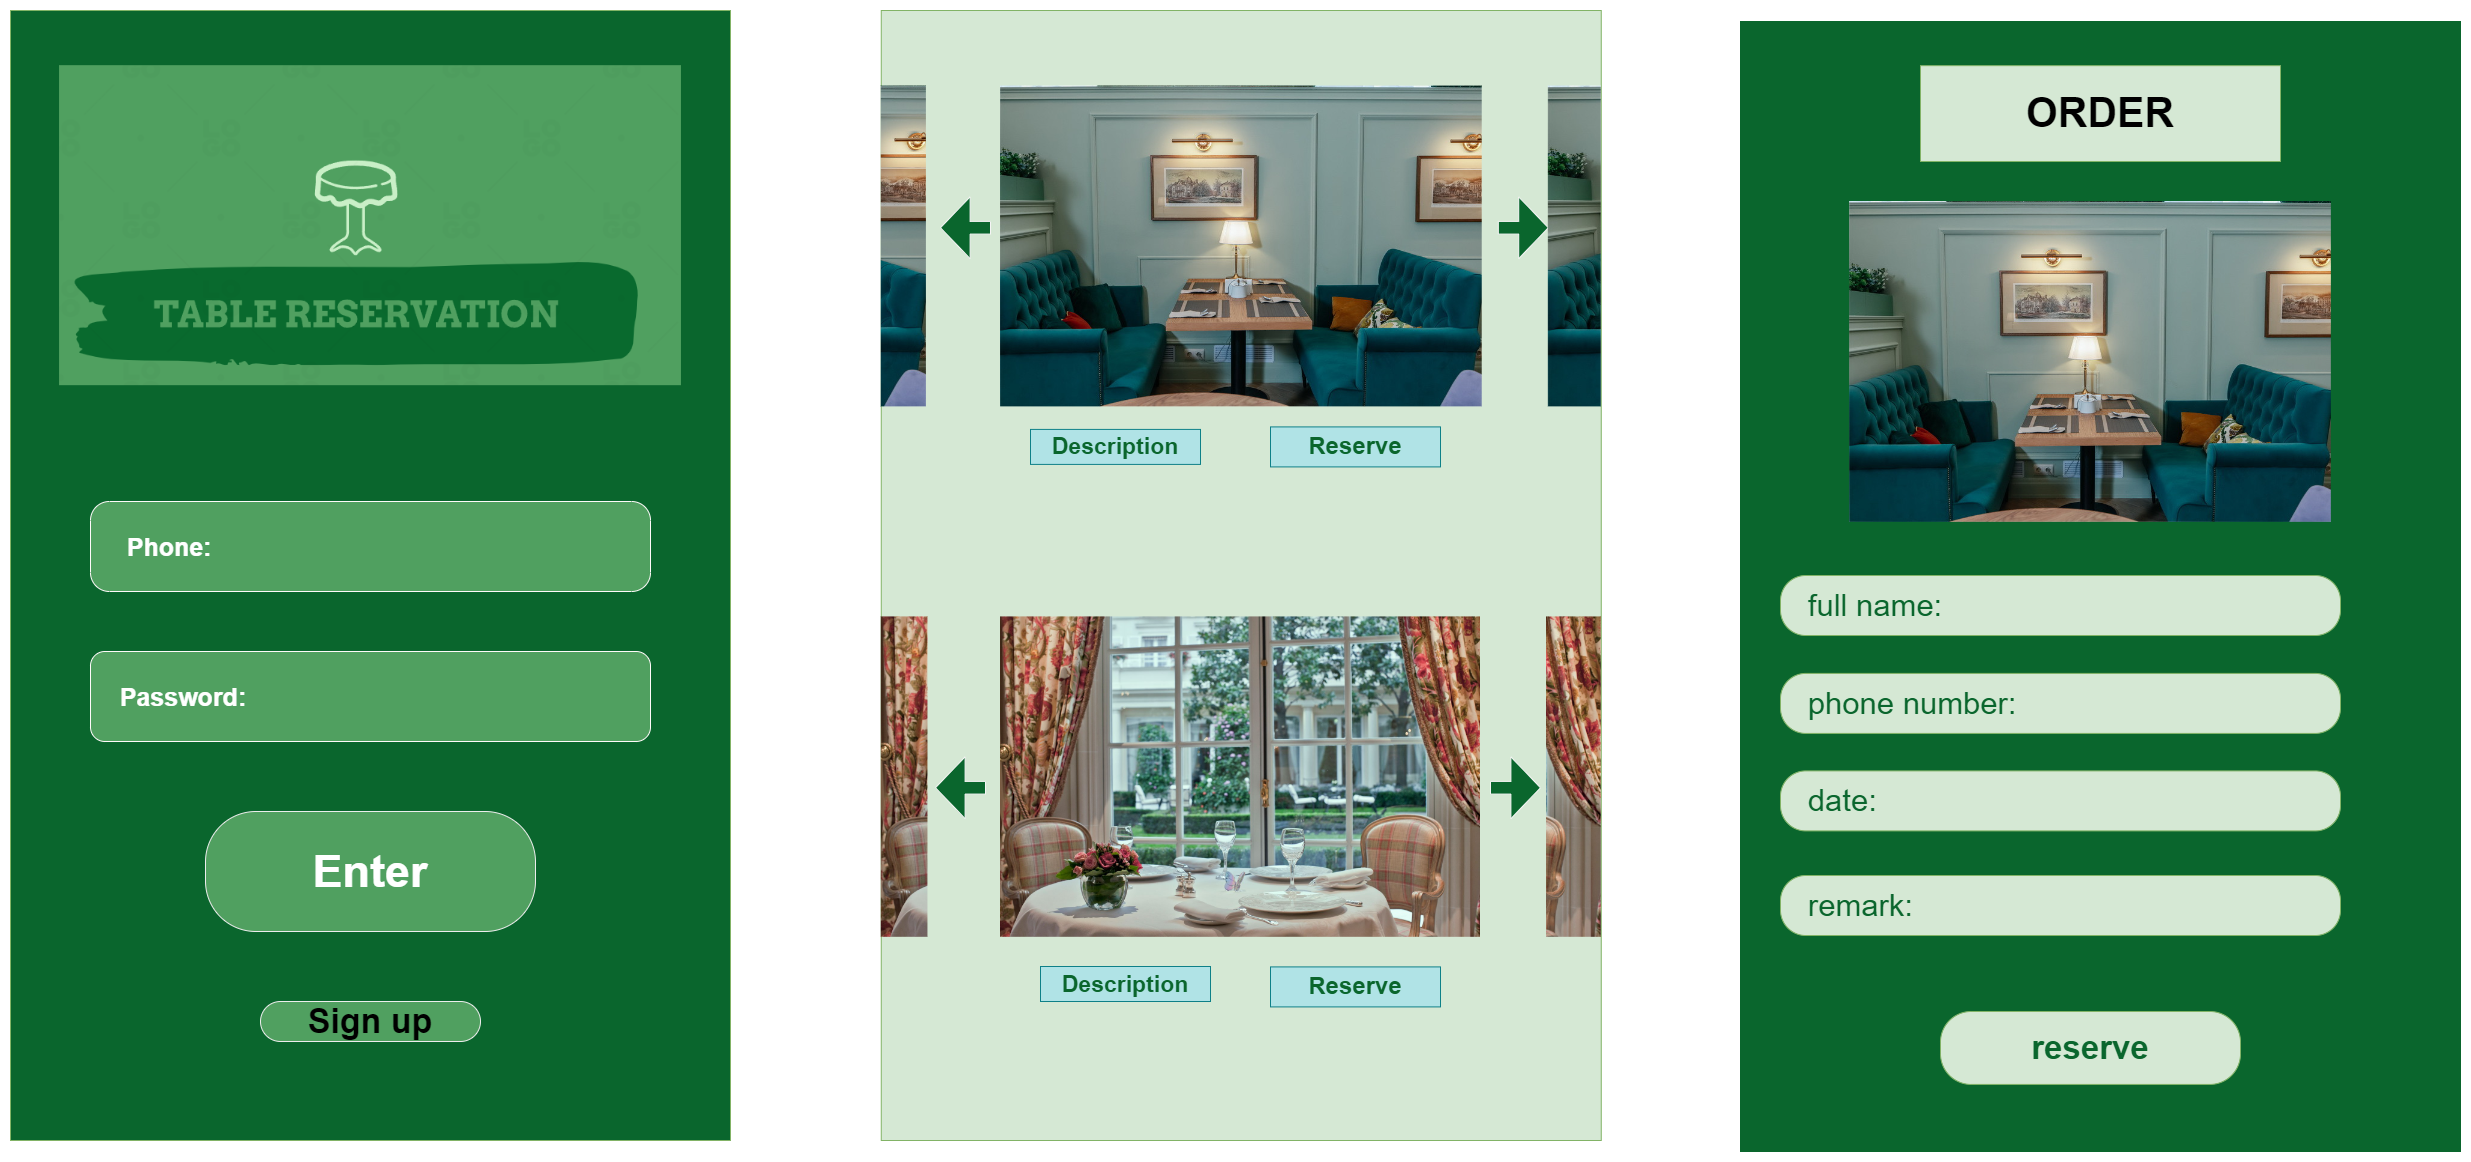 TABLE RESERVATION
Phone:
Password:
Enter
Sign up
Description
Reserve
Description
Reserve
ORDER
full name:
phone number:
date:
remark:
reserve